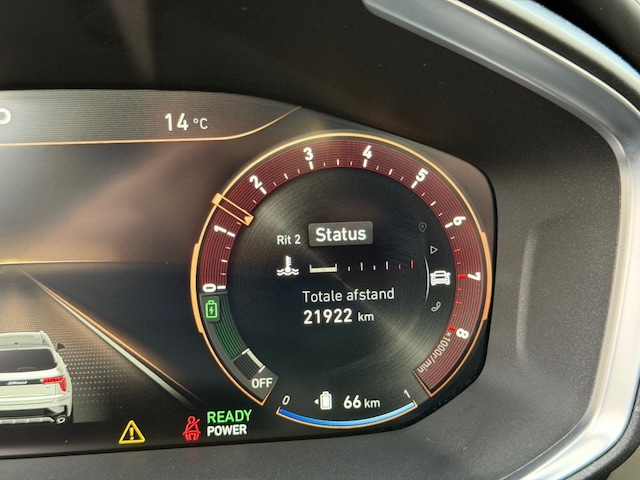 14 °C
3
4
2
5
1
6
Rit 2 Status
7
0
Totale afstand
21922 km
8
×1000r/min
OFF
0
66 km
1
READY
POWER